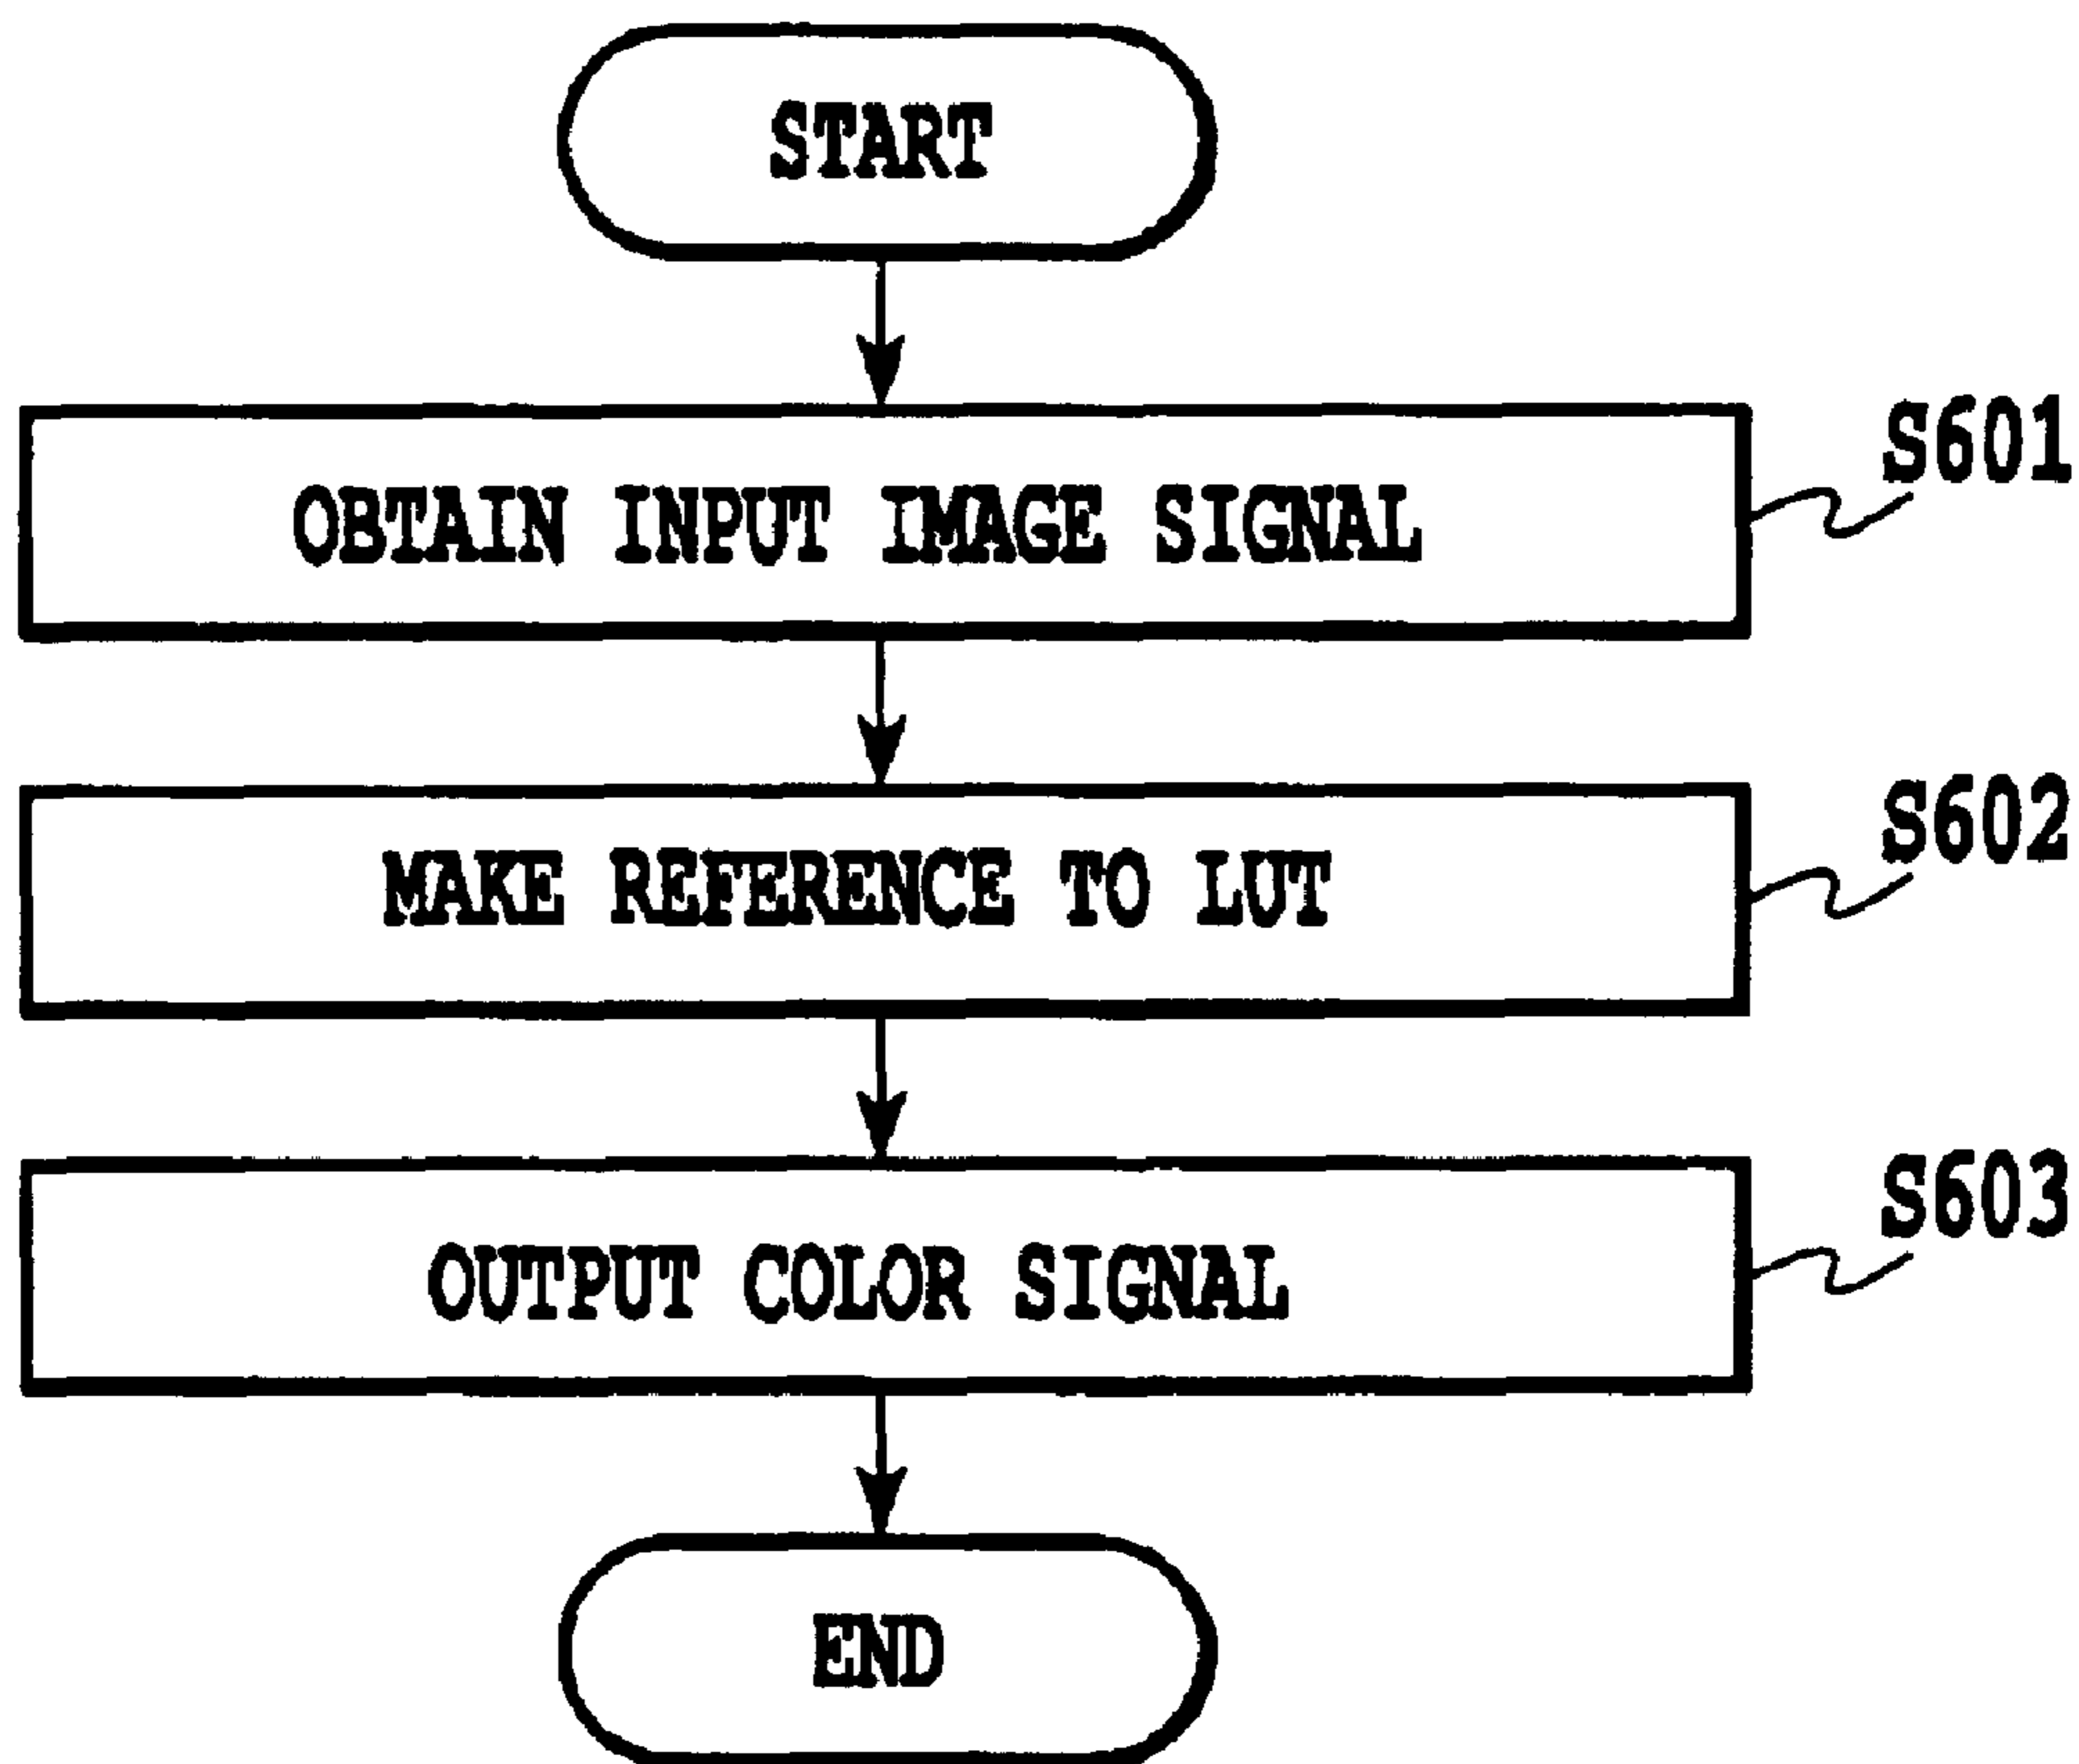 START
S601
OBTAIN INPUT IMAGE SIGNAL
S602
MAKE REFERENCE TO LUT
S603
OUTPUT COLOR SIGNAL
END